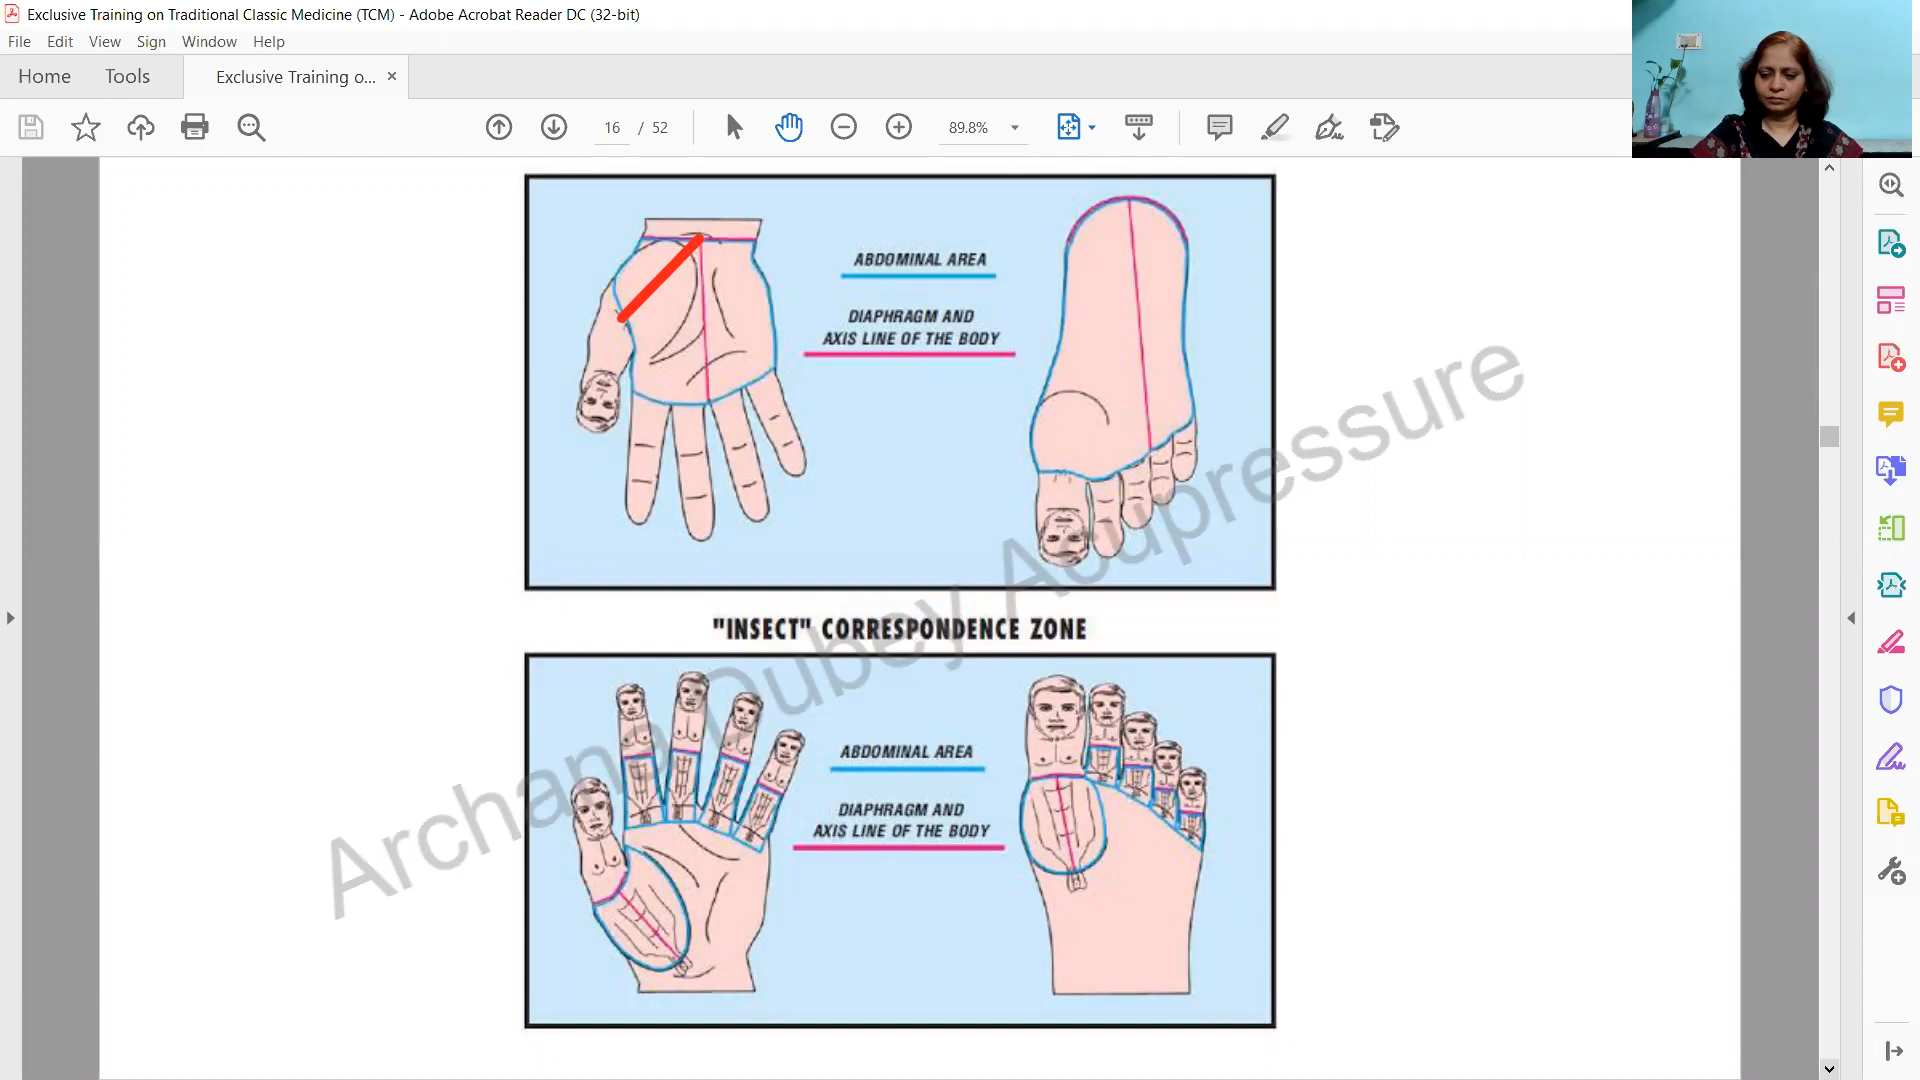 Exclusive Training on Traditional Classic Medicine (TCM) - Adobe Acrobat Reader DC (32-bit)
File Edit View Sign Window Help
Home Tools Exclusive Training o... ×
16 / 52 89.8%
ABDOMINAL AREA
DIAPHRAGM AND
AXIS LINE OF THE BODY
"INSECT" CORRESPONDENCE ZONE
ABDOMINAL AREA
DIAPHRAGM AND
AXIS LINE OF THE BODY
Archana Dubey Acupressure